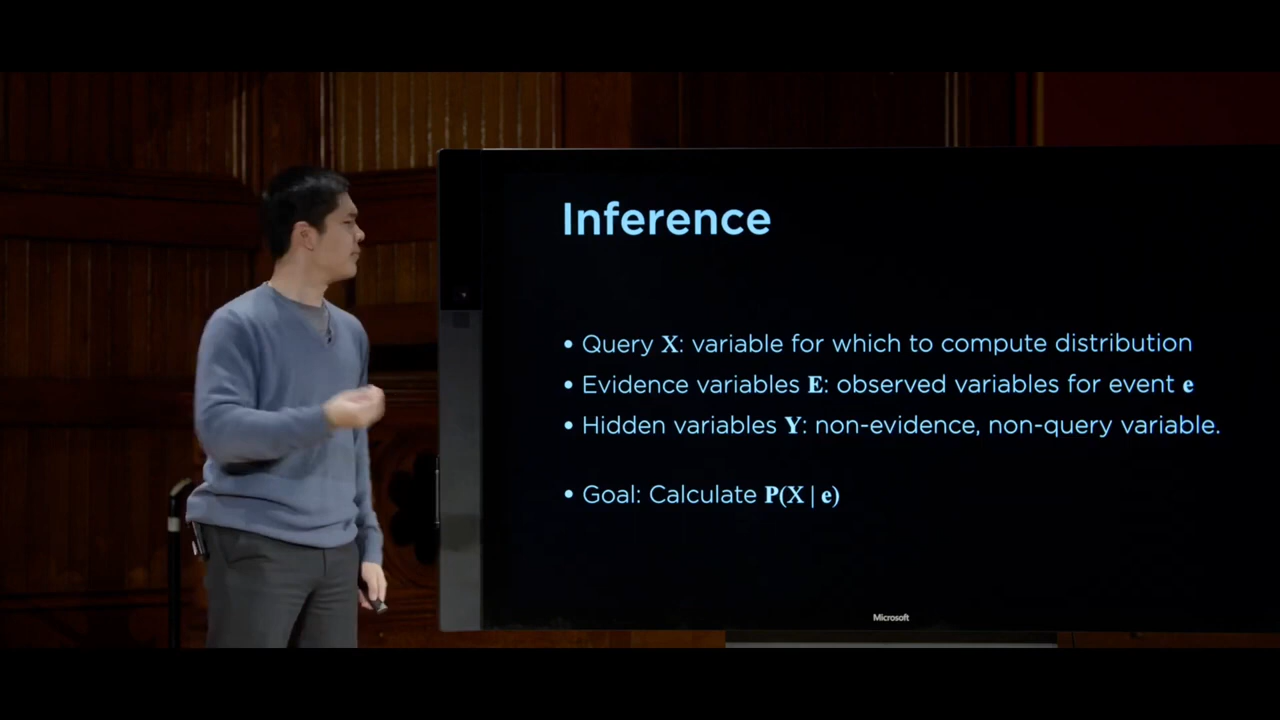 Inference
• Query X: variable for which to compute distribution
• Evidence variables E: observed variables for event e
• Hidden variables Y: non-evidence, non-query variable.
• Goal: Calculate P(X | e)
Microsoft